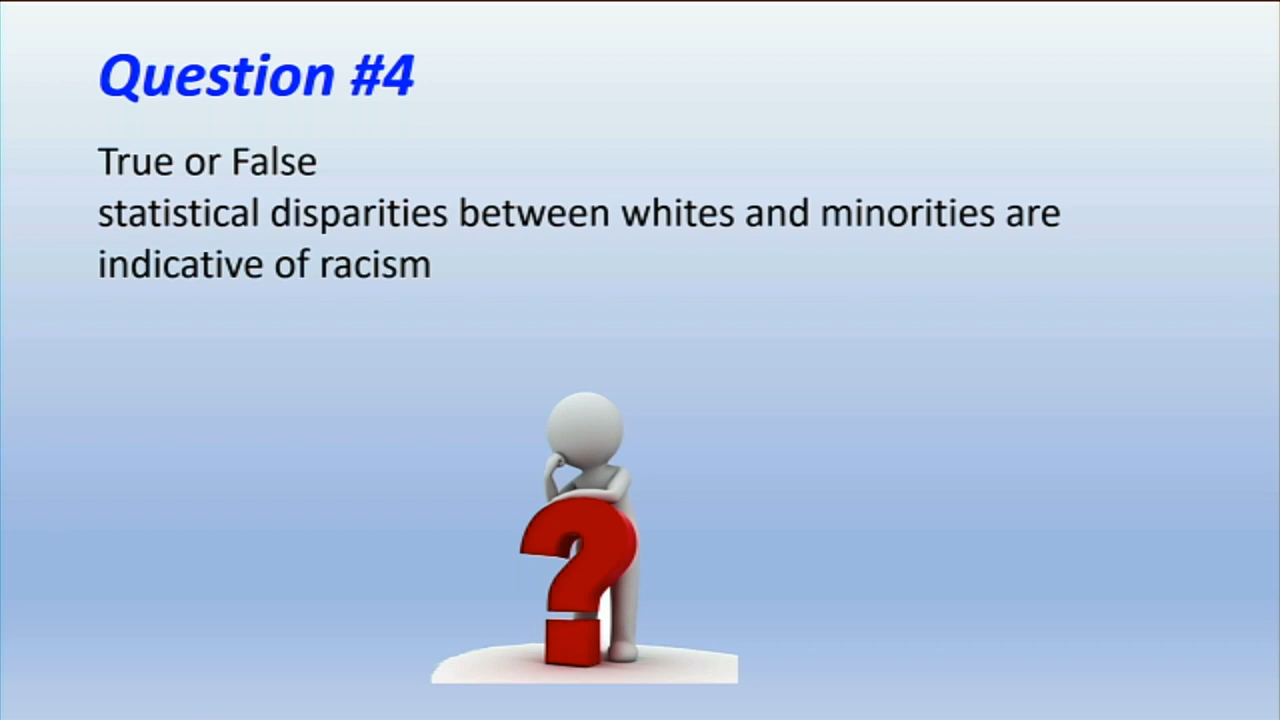 Question #4
True or False
statistical disparities between whites and minorities are
indicative of racism